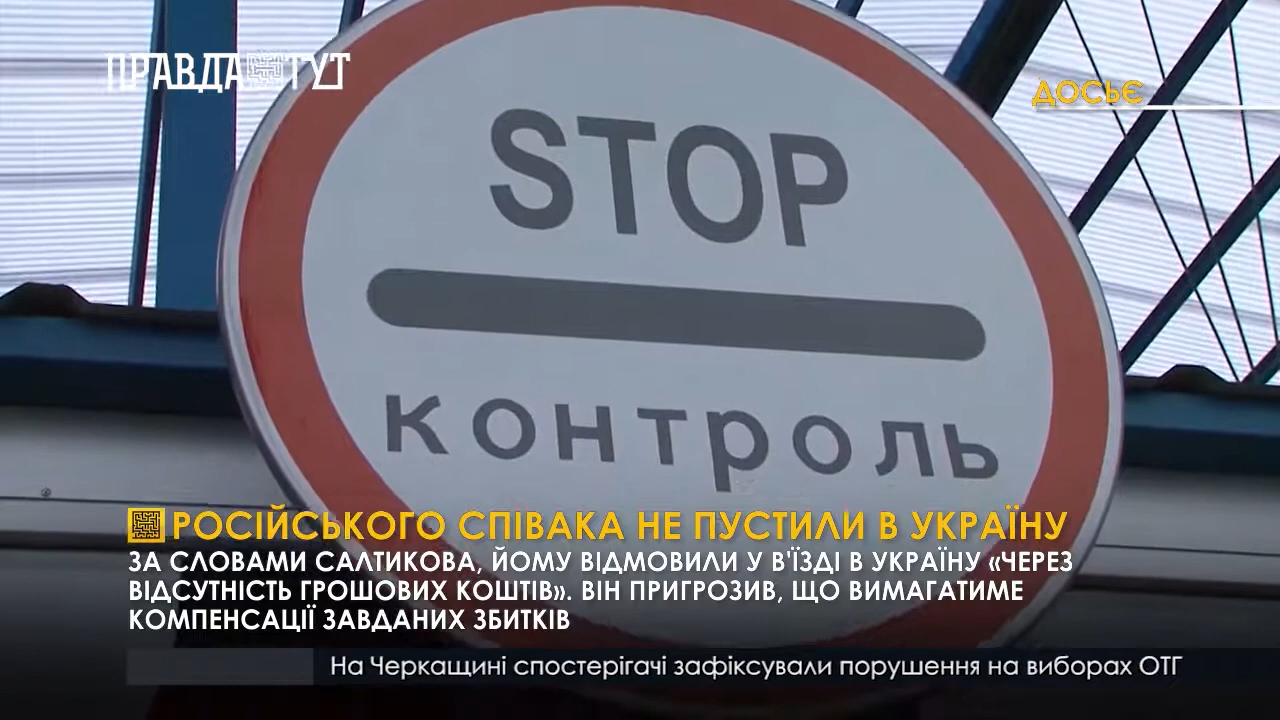 ПРАВДА ТУТ
ДОСЬЄ
STOP
контроль
РОСІЙСЬКОГО СПІВАКА НЕ ПУСТИЛИ В УКРАЇНУ
ЗА СЛОВАМИ САЛТИКОВА, ЙОМУ ВІДМОВИЛИ У В'ЇЗДІ В УКРАЇНУ «ЧЕРЕЗ
ВІДСУТНІСТЬ ГРОШОВИХ КОШТІВ». ВІН ПРИГРОЗИВ, ЩО ВИМАГАТИМЕ
КОМПЕНСАЦІЇ ЗАВДАНИХ ЗБИТКІВ
На Черкащині спостерігачі зафіксували порушення на виборах ОТГ